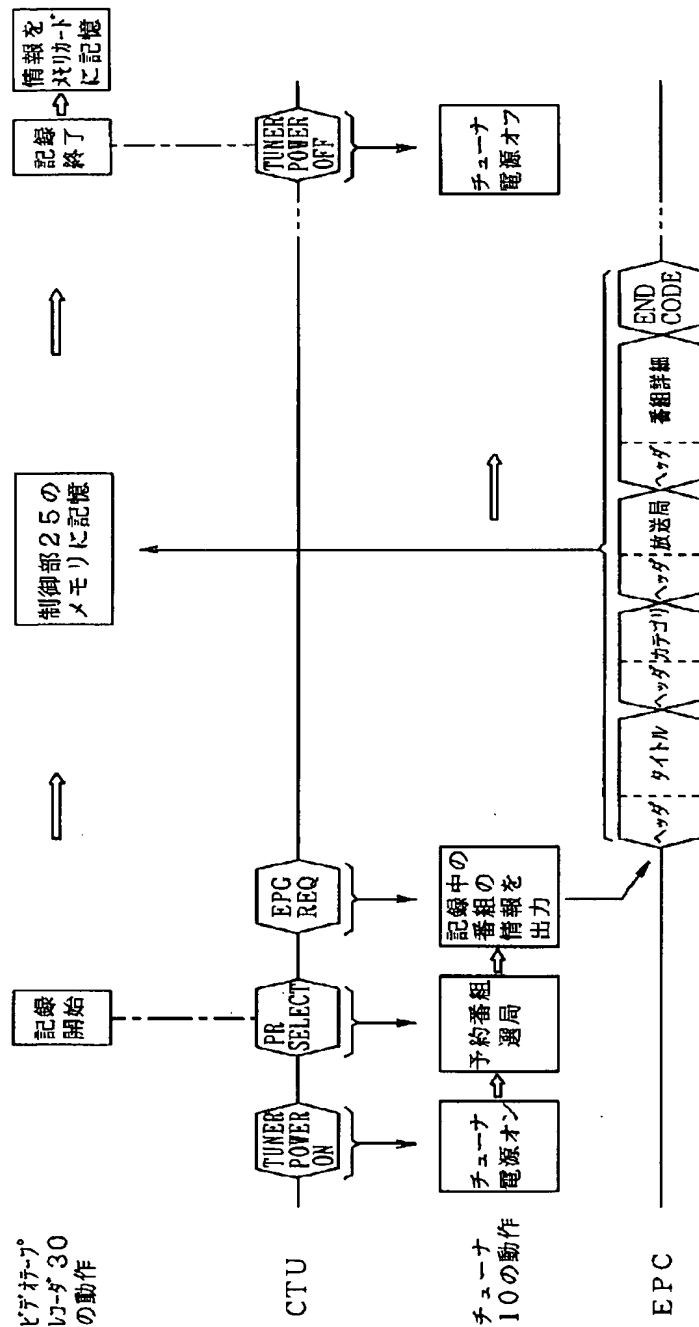 ビデオテープ
レコーダ30
の動作
記録
開始
制御部25の
メモリに記憶
記録
終了
情報を
メモリカード
に記憶
CTU
TUNER
POWER
ON
PR
SELECT
EPG
REQ
TUNER
POWER
OFF
チューナ
10の動作
チューナ
電源オン
予約番組
選局
記録中の
番組の
情報を
出力
チューナ
電源オフ
EPC
ヘッダ
タイトル
ヘッダ
カテゴリ
ヘッダ
放送局
ヘッダ
番組詳細
END
CODE